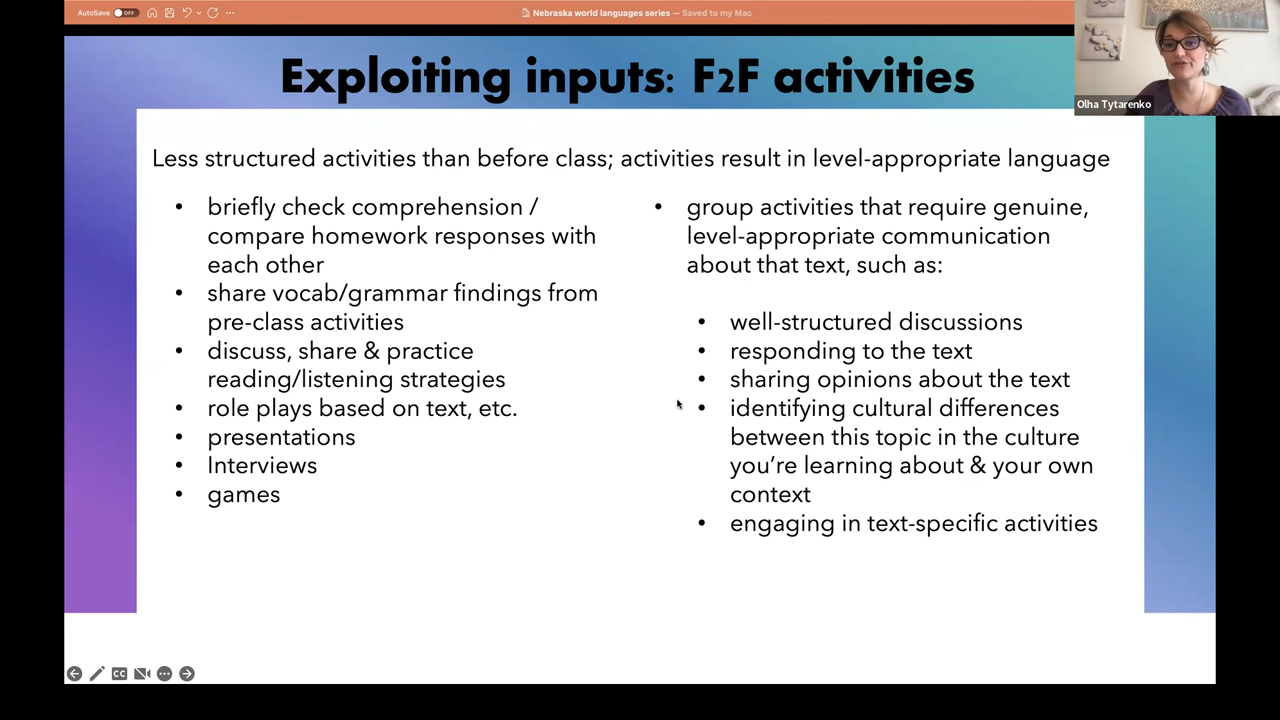 AutoSave OFF
Nebraska world languages series — Saved to my Mac
Olha Tytarenko
Exploiting inputs: F2F activities
Less structured activities than before class; activities result in level-appropriate language
• briefly check comprehension /
compare homework responses with
each other
• share vocab/grammar findings from
pre-class activities
• discuss, share & practice
reading/listening strategies
• role plays based on text, etc.
• presentations
• Interviews
• games
• group activities that require genuine,
level-appropriate communication
about that text, such as:
• well-structured discussions
• responding to the text
• sharing opinions about the text
• identifying cultural differences
between this topic in the culture
you’re learning about & your own
context
• engaging in text-specific activities
CC